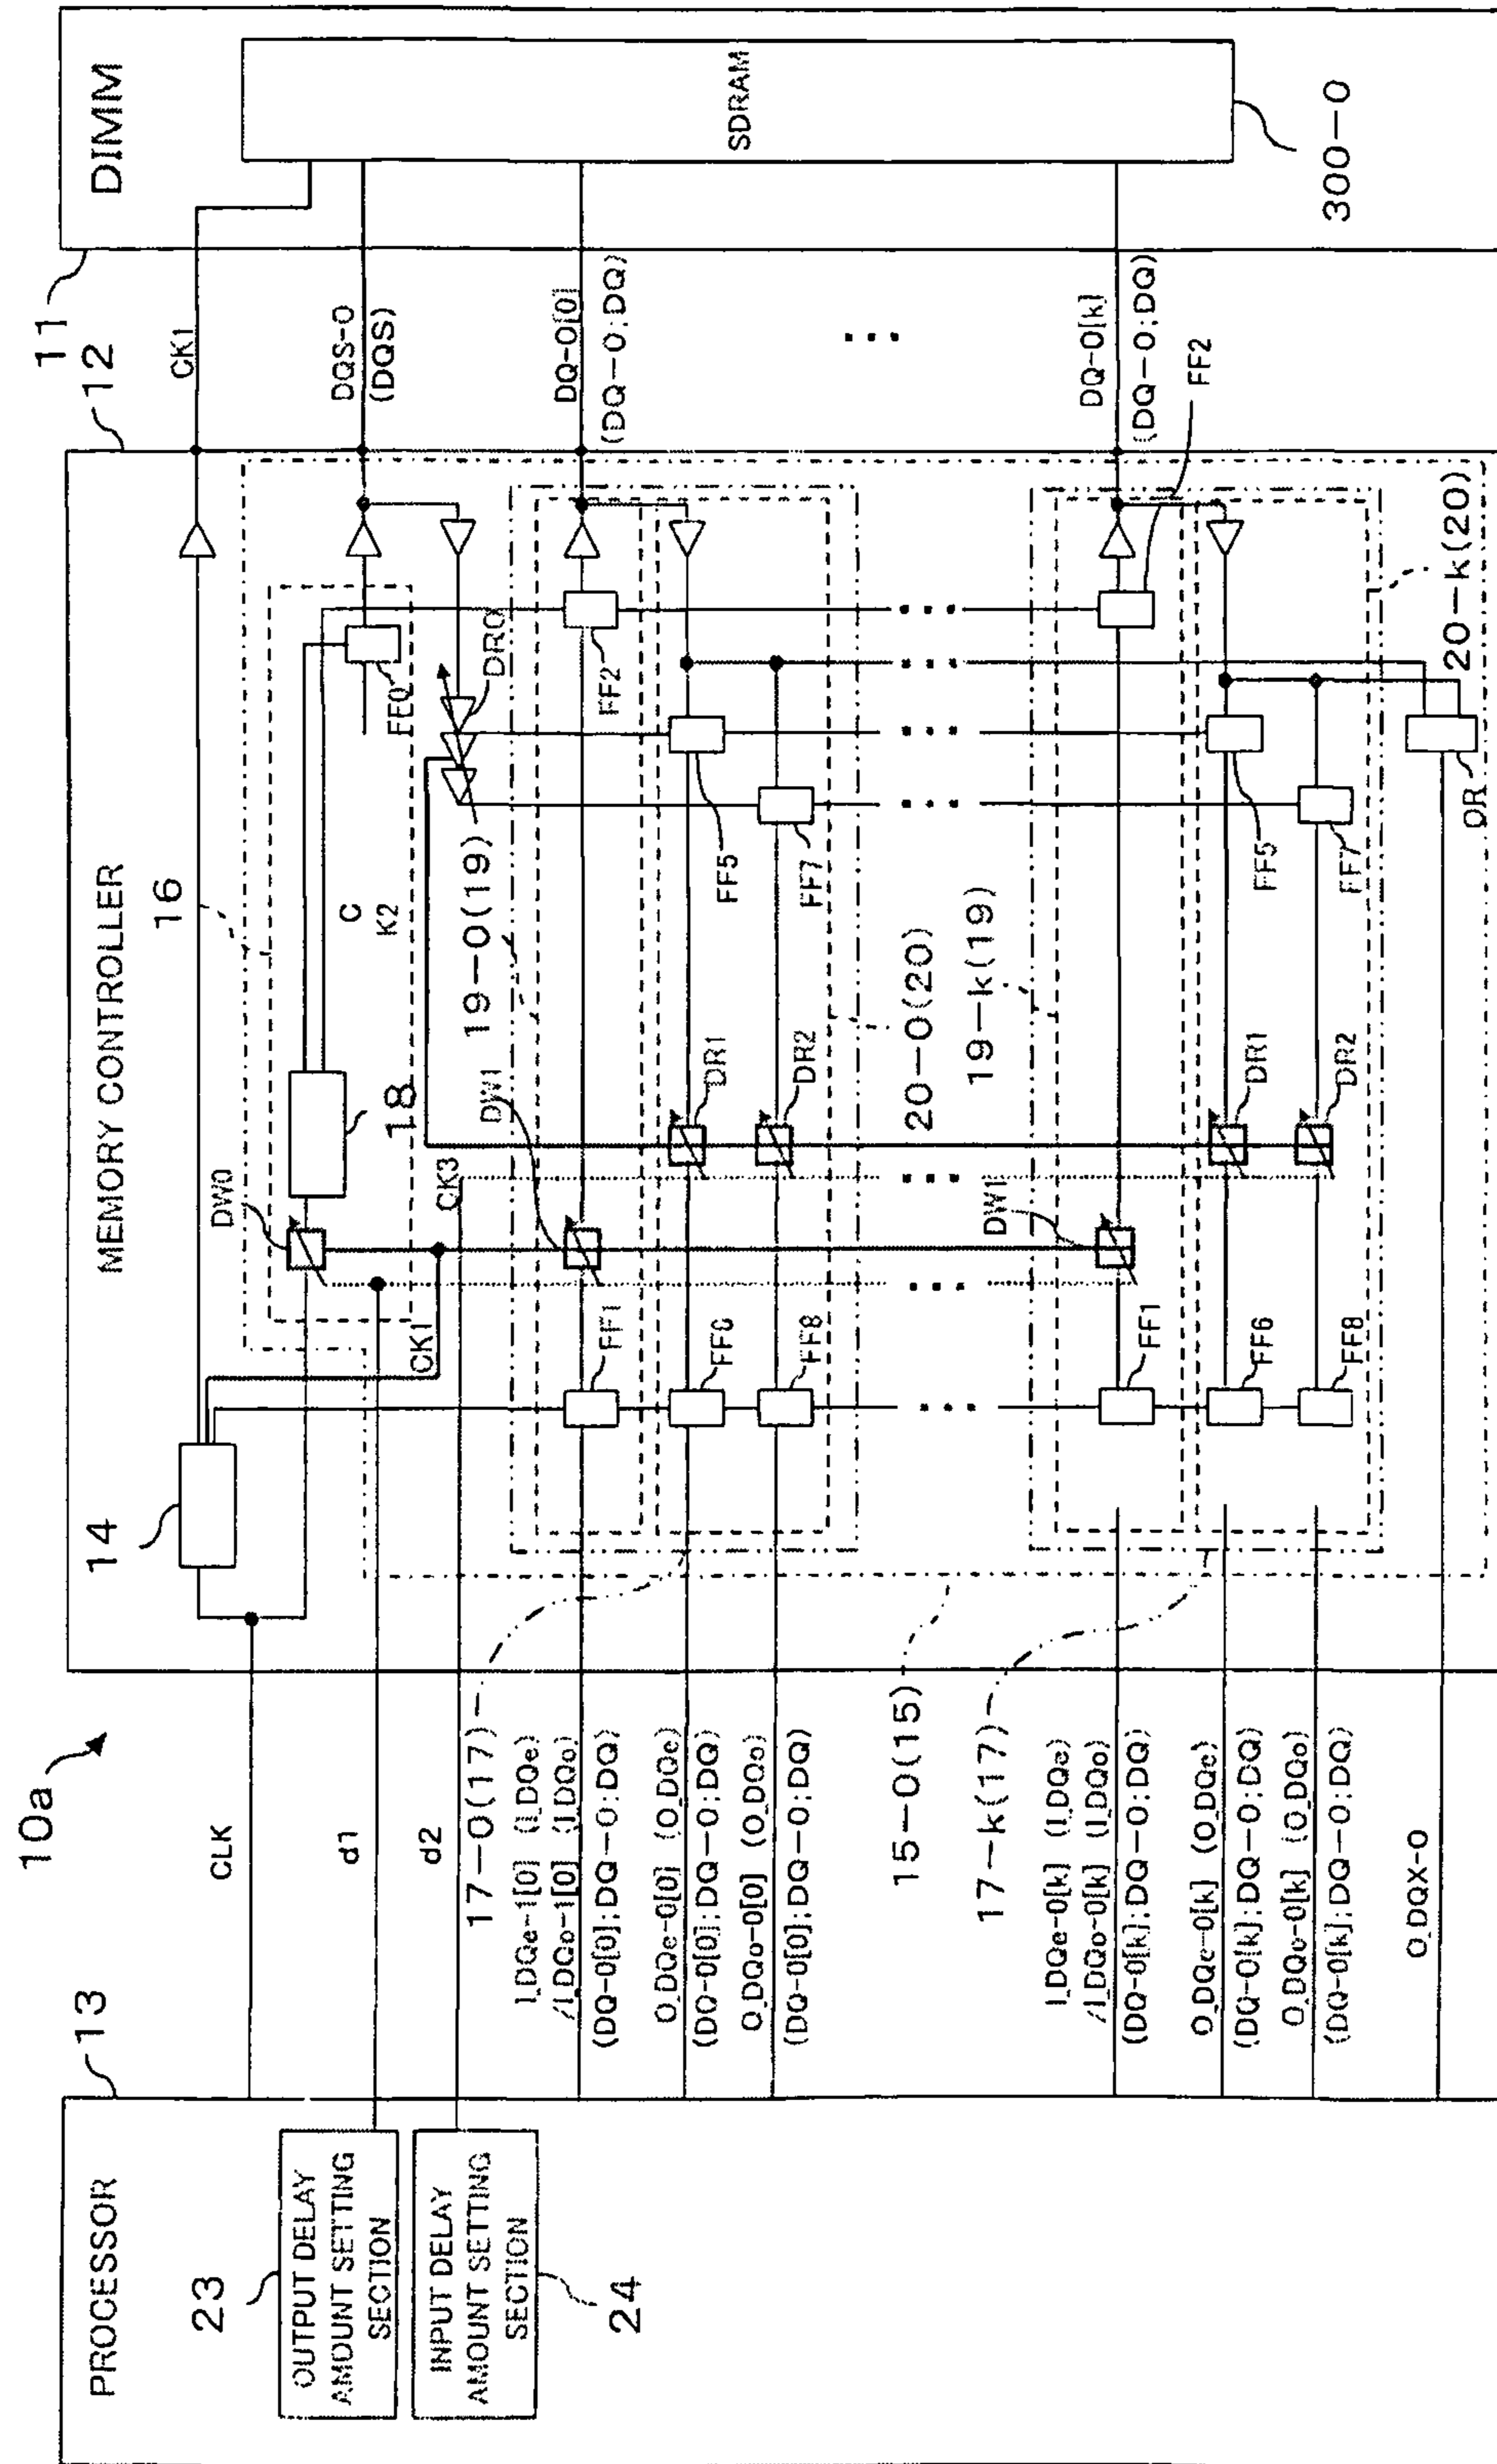 10a
PROCESSOR
13
23
OUTPUT DELAY
AMOUNT SETTING
SECTION
INPUT DELAY
AMOUNT SETTING
SECTION
24
CLK
d1
d2
17-0(17)
I_DQe-1[0] (I_DQe)
/I_DQo-1[0] (I_DQo)
(DQ-0[0];DQ-0;DQ)
O_DQe-0[0] (O_DQe)
(DQ-0[0];DQ-0;DQ)
O_DQo-0[0] (O_DQo)
(DQ-0[0];DQ-0;DQ)
15-0(15)
17-k(17)
I_DQe-0[k] (I_DQe)
/I_DQo-0[k] (I_DQo)
(DQ-0[k];DQ-0;DQ)
O_DQe-0[k] (O_DQe)
(DQ-0[k];DQ-0;DQ)
O_DQo-0[k] (O_DQo)
(DQ-0[k];DQ-0;DQ)
O_DQX-0
MEMORY CONTROLLER
12
14
16
DW0
18
C
K2
FF0
DR0
CK1
CK3
DW1
19-0(19)
FF1
FF2
FF6
DR1
FF5
FF8
DR2
FF7
20-0(20)
19-k(19)
DW1
FF1
FF2
FF6
DR1
FF5
FF8
DR2
FF7
20-k(20)
OR
CK1
DQS-0
(DQS)
DQ-0[0]
(DQ-0;DQ)
DQ-0[k]
(DQ-0;DQ)
11
DIMM
SDRAM
300-0